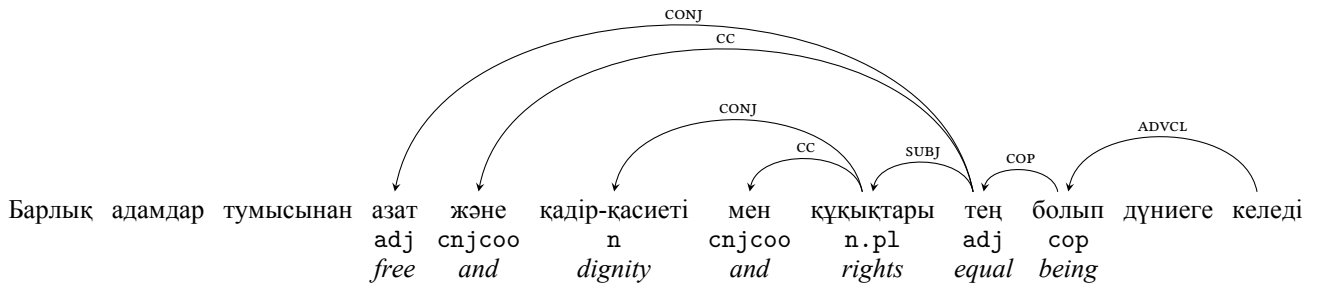 CONJ
CC
CONJ
ADVCL
CC
SUBJ
COP
Барлық адамдар тумысынан азат және қадір-қасиеті мен құқықтары тең болып дүниеге келеді
adj cnjcoo n cnjcoo n.pl adj cop
free and dignity and rights equal being